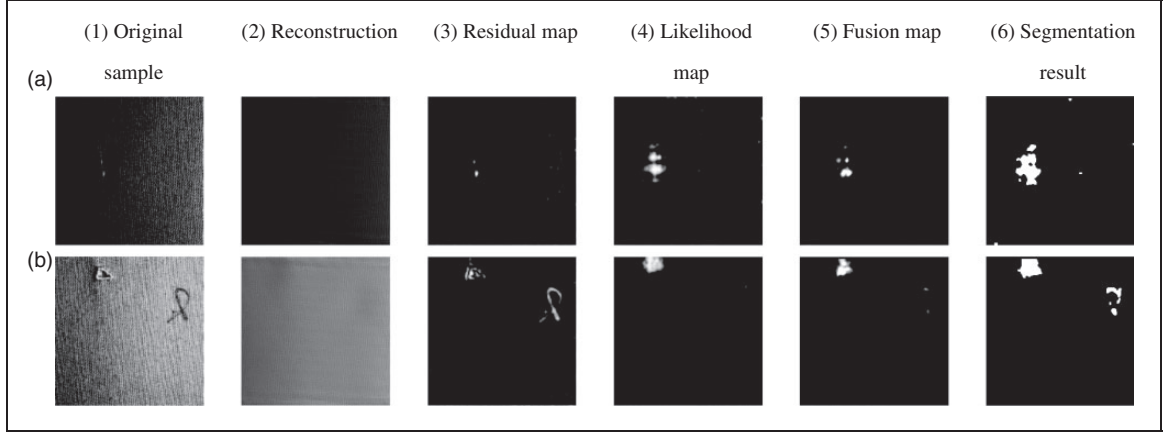 (1) Original sample
(2) Reconstruction
(3) Residual map
(4) Likelihood map
(5) Fusion map
(6) Segmentation result
(a)
(b)